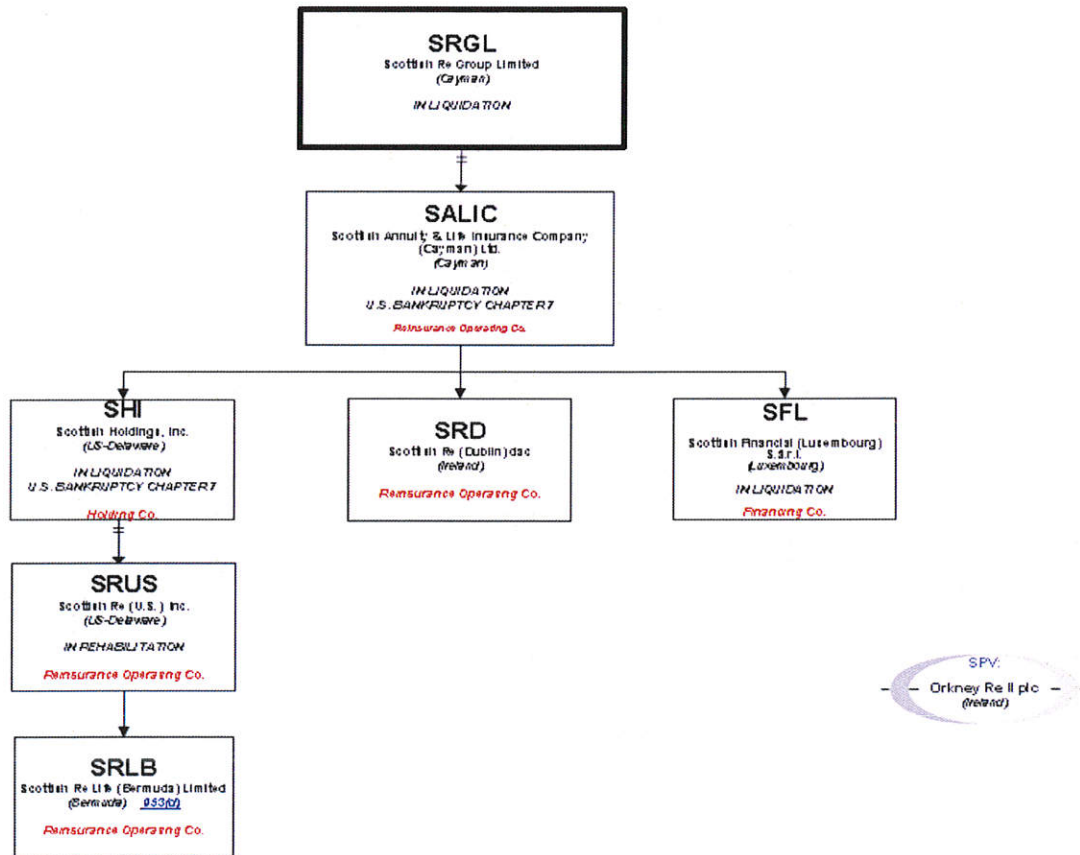 SRGL
Scottish Re Group Limited
(Cayman)
IN LIQUIDATION
SALIC
Scottish Annuity & Life Insurance Company
(Cayman) Ltd.
(Cayman)
IN LIQUIDATION
U.S. BANKRUPTCY CHAPTER 7
Reinsurance Operating Co.
SHI
Scottish Holdings, Inc.
(US-Delaware)
IN LIQUIDATION
U.S. BANKRUPTCY CHAPTER 7
Holding Co.
SRD
Scottish Re (Dublin) dac
(Ireland)
Reinsurance Operating Co.
SFL
Scottish Financial (Luxembourg)
S.à r.l.
(Luxembourg)
IN LIQUIDATION
Financing Co.
SRUS
Scottish Re (U.S.) Inc.
(US-Delaware)
IN REHABILITATION
Reinsurance Operating Co.
SPV:
Orkney Re II plc
(Ireland)
SRLB
Scottish Re Life (Bermuda) Limited
(Bermuda) 953(d)
Reinsurance Operating Co.